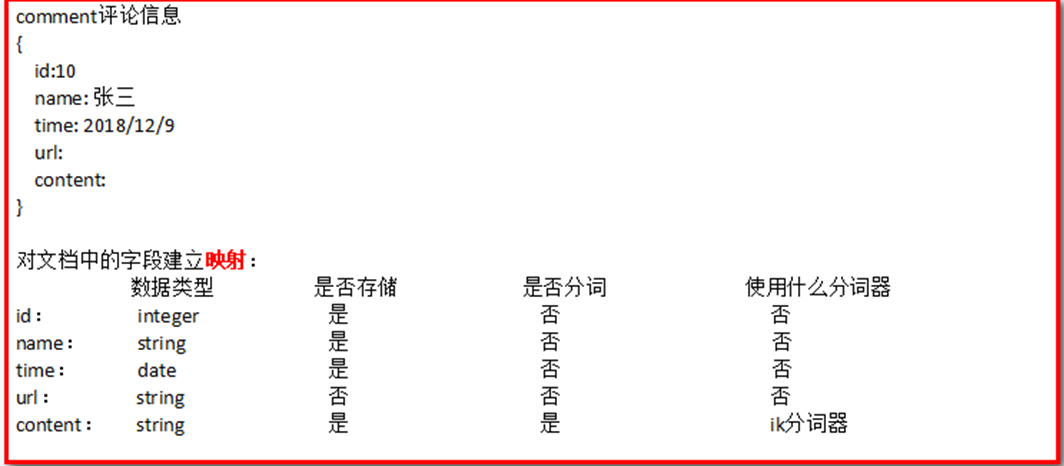 comment评论信息
{
id:10
name: 张三
time: 2018/12/9
url:
content:
}
对文档中的字段建立映射：
数据类型 是否存储 是否分词 使用什么分词器
id： integer 是 否 否
name： string 是 否 否
time： date 是 否 否
url： string 否 否 否
content： string 是 是 ik分词器